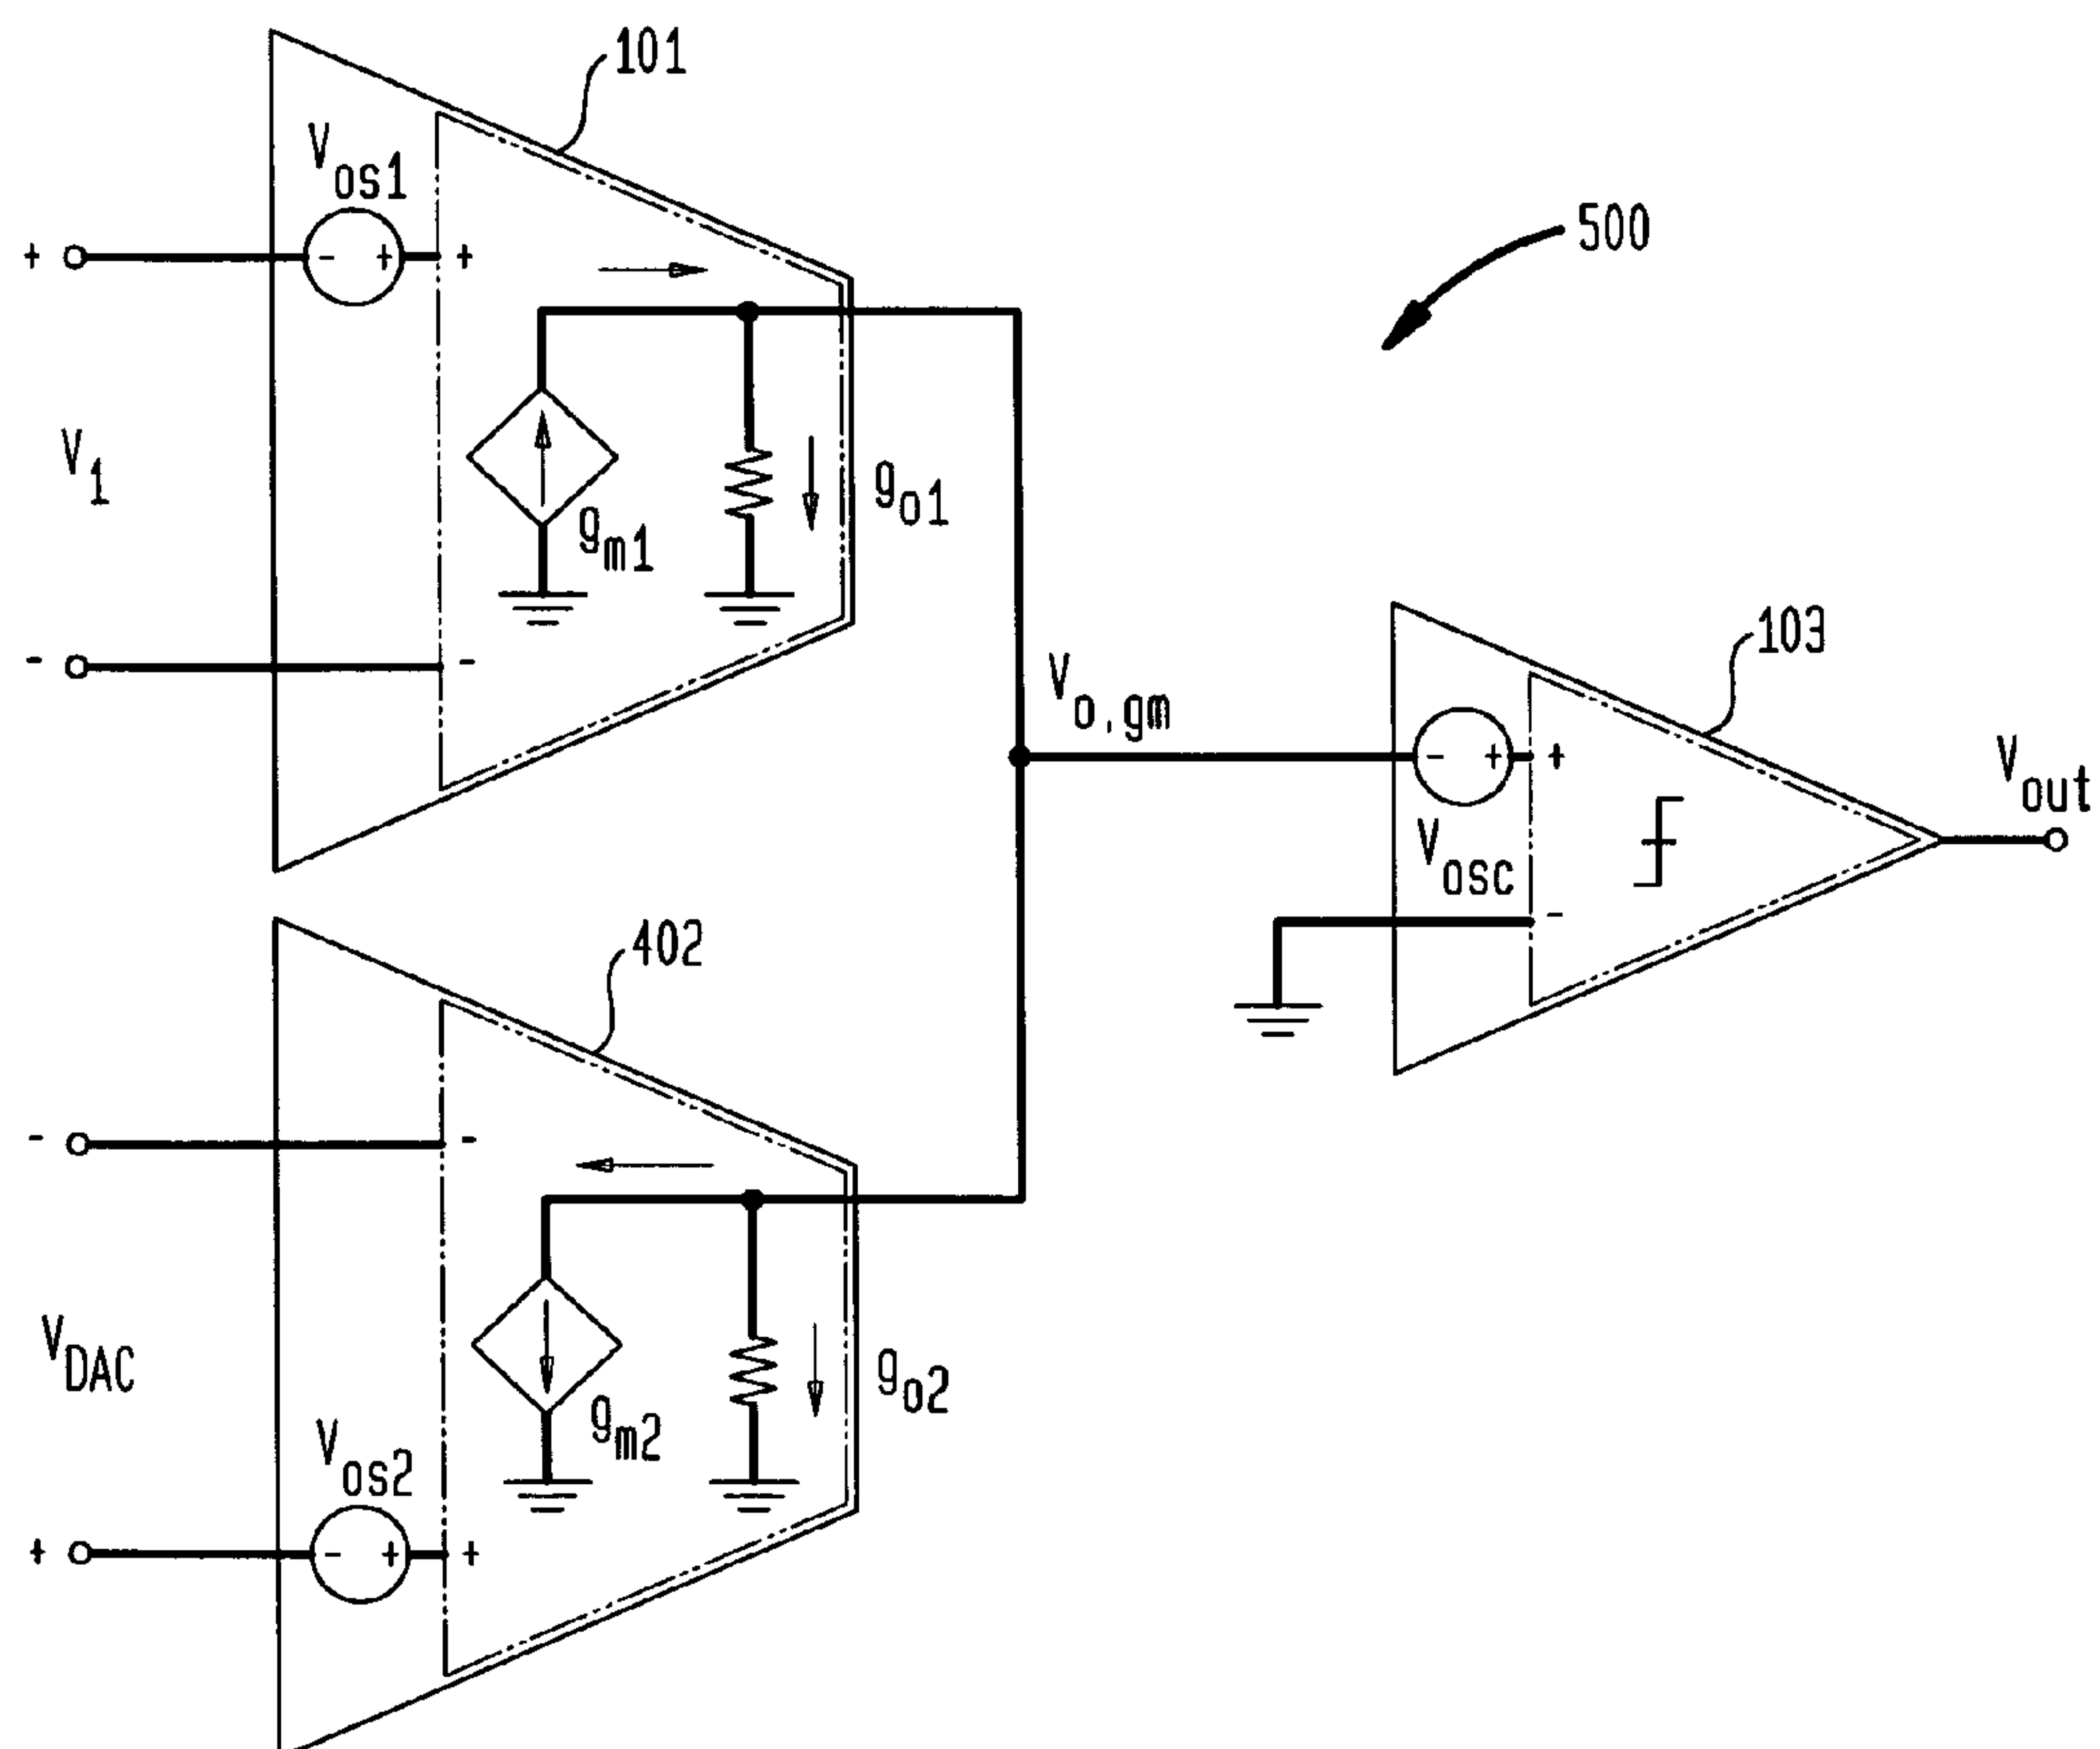 101
V os1
500
+ - + +
V 1
g m1
g o1
- -
103
V o,gm
- + +
V out
V osc
-
402
- -
V DAC
g m2
g o2
V os2
+ - + +